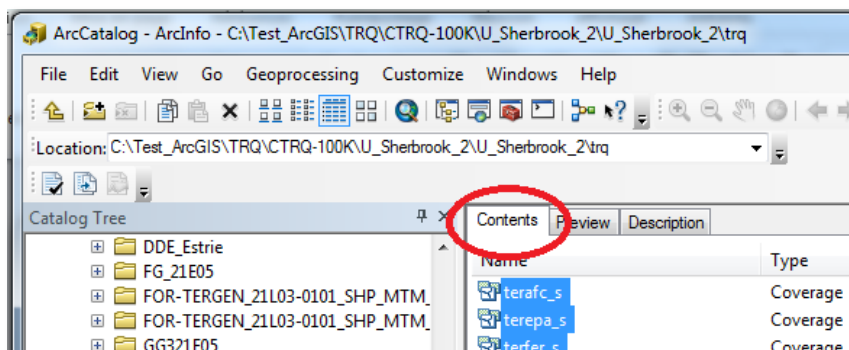 ArcCatalog - ArcInfo - C:\Test_ArcGIS\TRQ\CTRQ-100K\U_Sherbrook_2\U_Sherbrook_2\trq
File Edit View Go Geoprocessing Customize Windows Help
Location: C:\Test_ArcGIS\TRQ\CTRQ-100K\U_Sherbrook_2\U_Sherbrook_2\trq
Catalog Tree
Contents Preview Description
DDE_Estrie
FG_21E05
FOR-TERGEN_21L03-0101_SHP_MTM_
FOR-TERGEN_21L03-0101_SHP_MTM_
GG321F05
Name Type
terafc_s Coverage
terepa_s Coverage
terfer_s Coverage